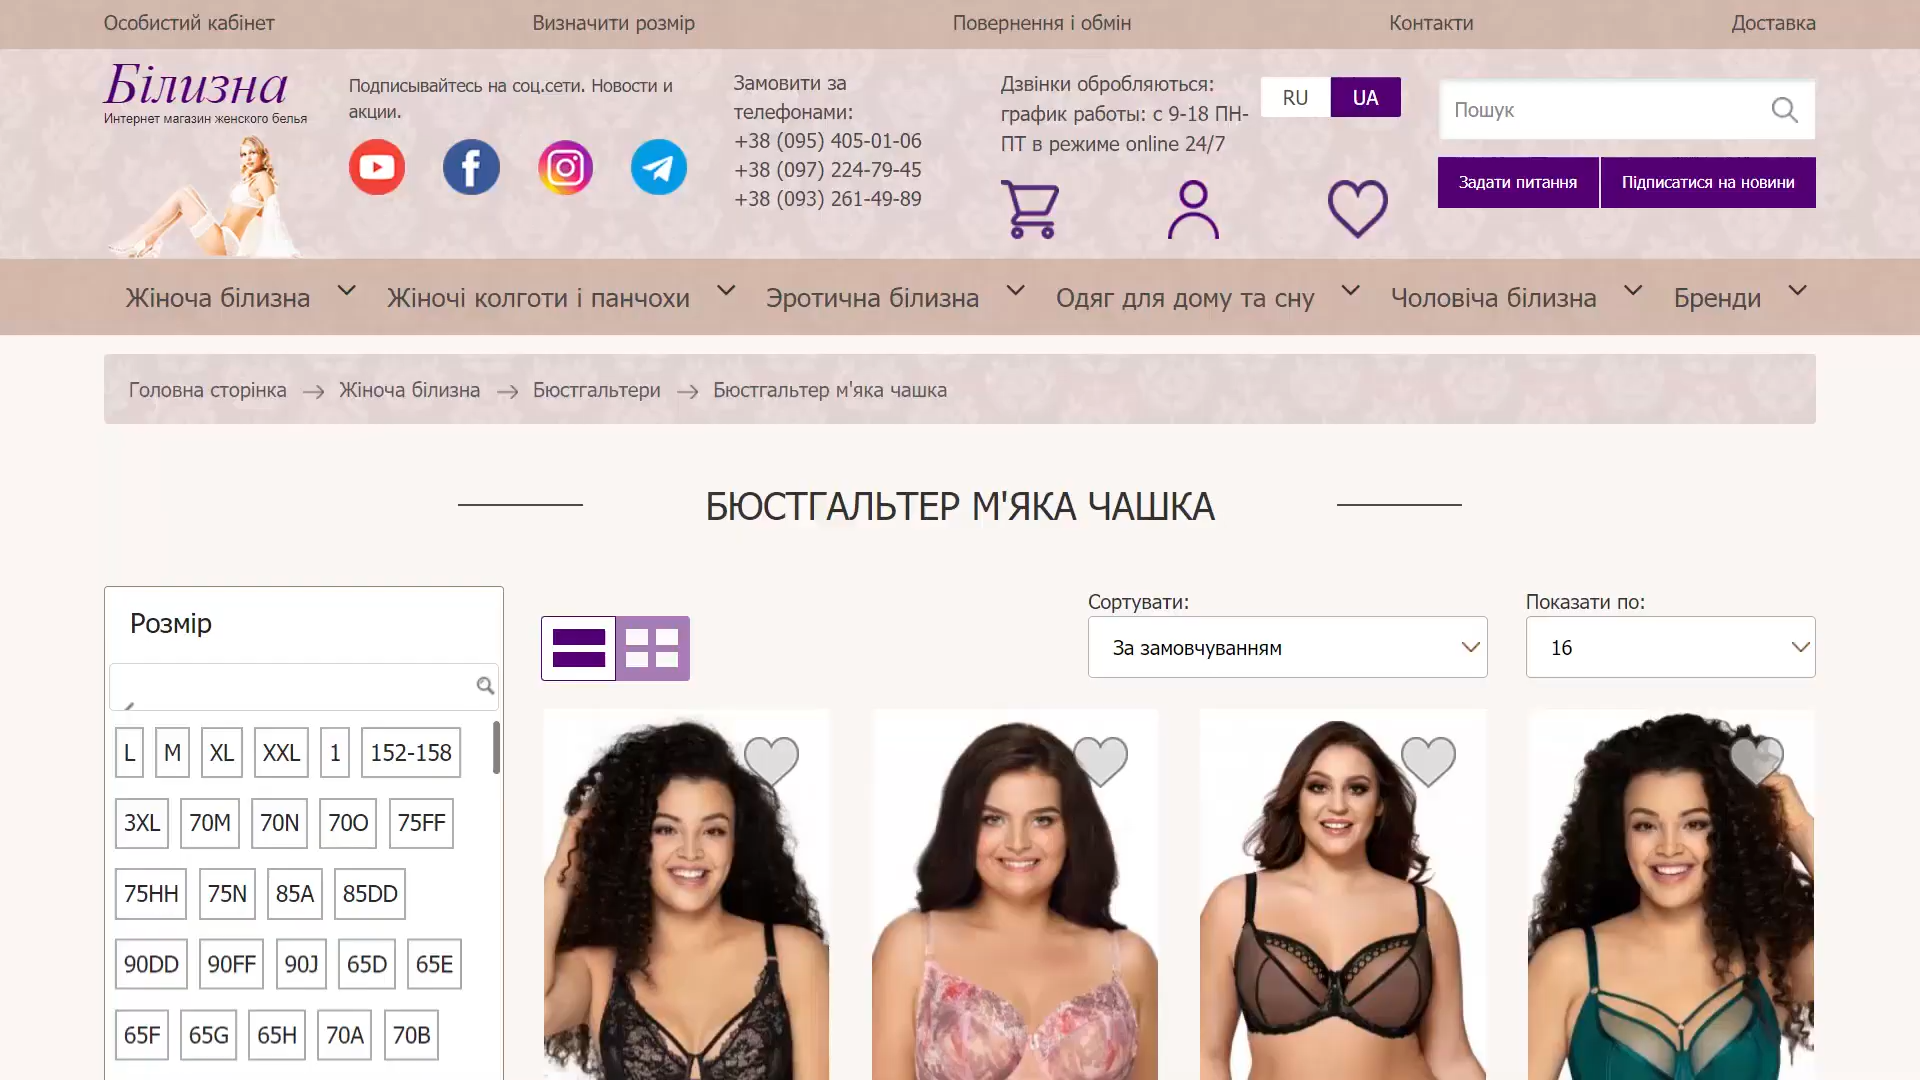 Особистий кабінет
Визначити розмір
Повернення і обмін
Контакти
Доставка
Білизна
Интернет магазин женского белья
Подписывайтесь на соц.сети. Новости и
акции.
Замовити за
телефонами:
+38 (095) 405-01-06
+38 (097) 224-79-45
+38 (093) 261-49-89
Дзвінки обробляються:
график работы: с 9-18 ПН-
ПТ в режиме online 24/7
RU
UA
Пошук
Задати питання
Підписатися на новини
Жіноча білизна
Жіночі колготи і панчохи
Эротична білизна
Одяг для дому та сну
Чоловіча білизна
Бренди
Головна сторінка
Жіноча білизна
Бюстгальтери
Бюстгальтер м'яка чашка
БЮСТГАЛЬТЕР М'ЯКА ЧАШКА
Розмір
Сортувати:
За замовчуванням
Показати по:
16
L M XL XXL 1 152-158
3XL 70M 70N 70O 75FF
75HH 75N 85A 85DD
90DD 90FF 90J 65D 65E
65F 65G 65H 70A 70B